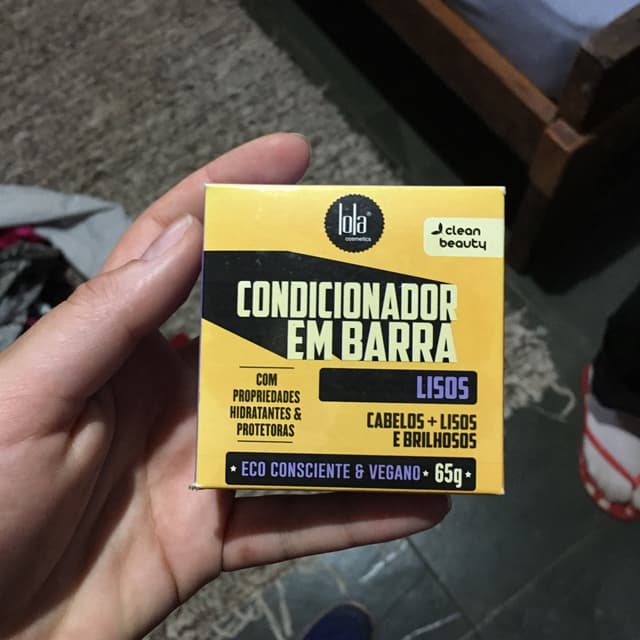 lola®
cosmetics
clean
beauty
CONDICIONADOR
EM BARRA
LISOS
COM
PROPRIEDADES
HIDRATANTES &
PROTETORAS
CABELOS + LISOS
E BRILHOSOS
ECO CONSCIENTE & VEGANO 65g